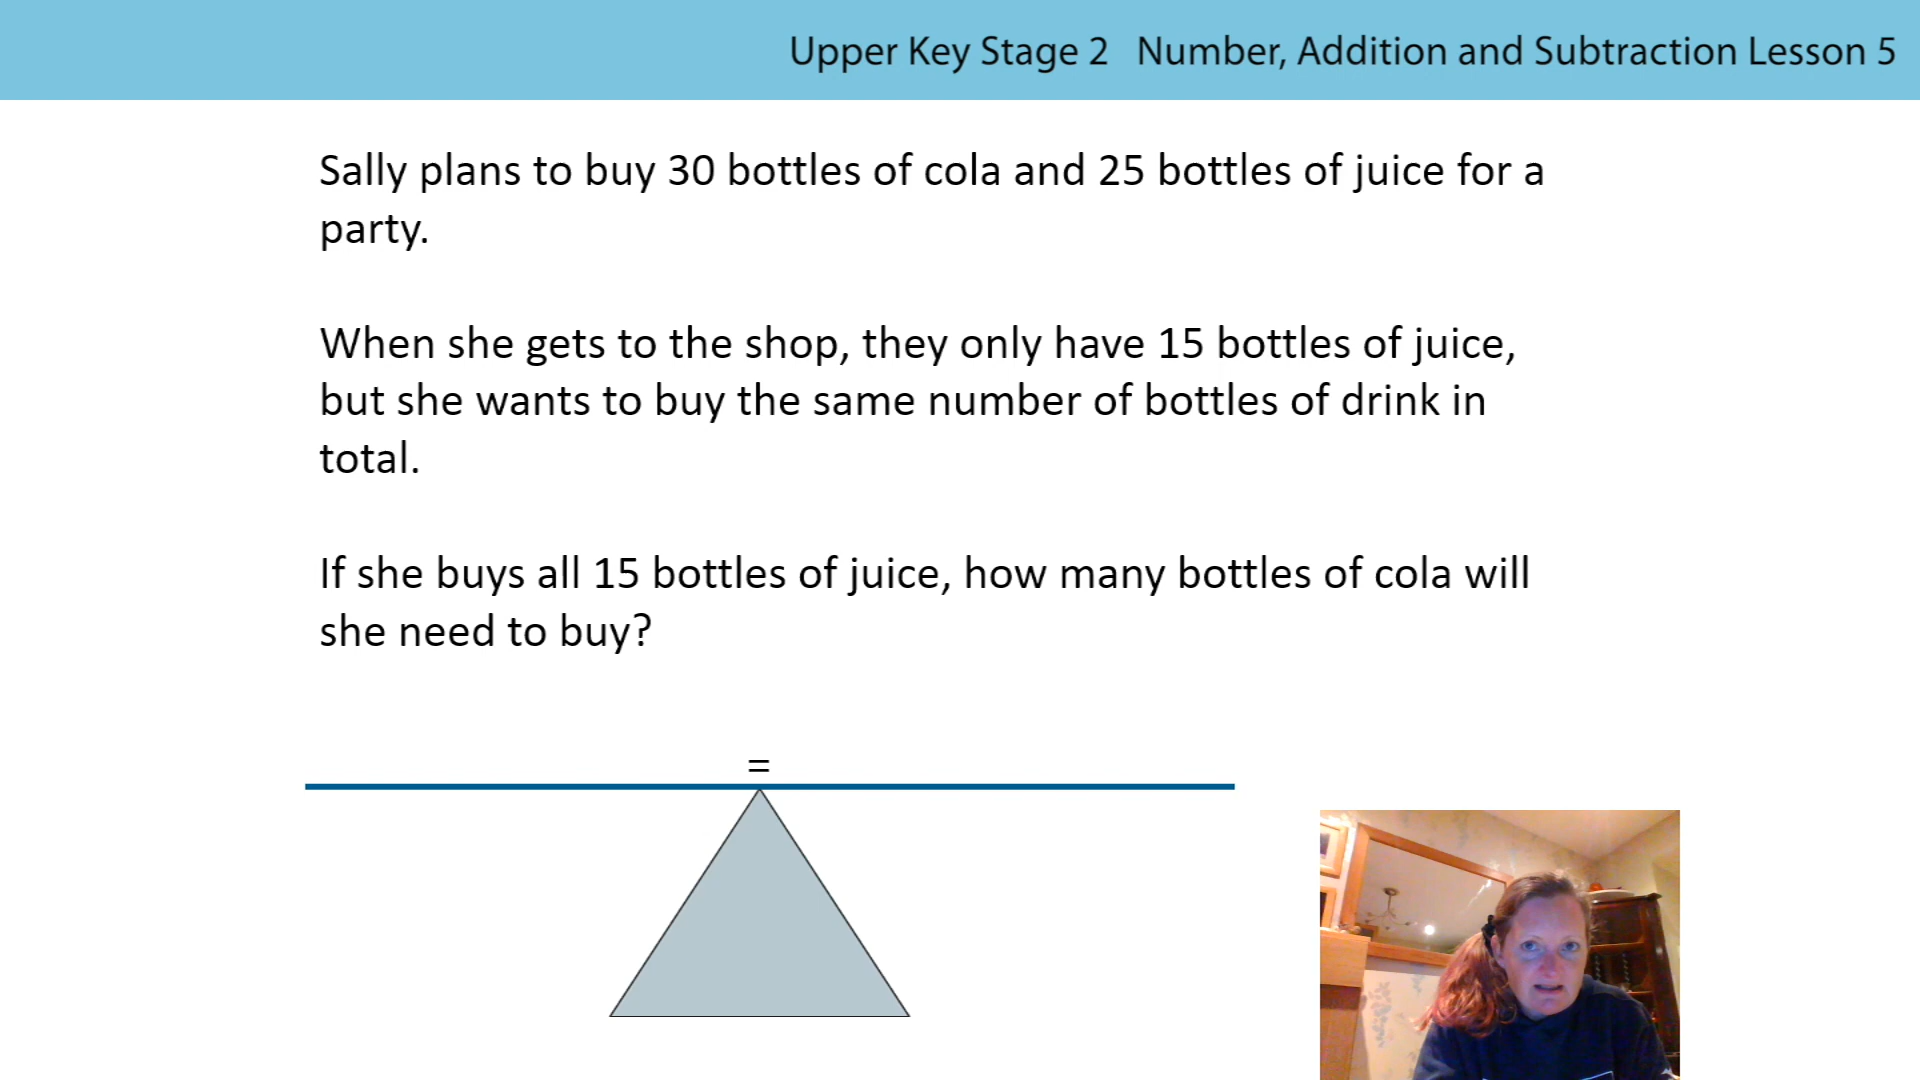 Upper Key Stage 2 Number, Addition and Subtraction Lesson 5
Sally plans to buy 30 bottles of cola and 25 bottles of juice for a
party.
When she gets to the shop, they only have 15 bottles of juice,
but she wants to buy the same number of bottles of drink in
total.
If she buys all 15 bottles of juice, how many bottles of cola will
she need to buy?
=